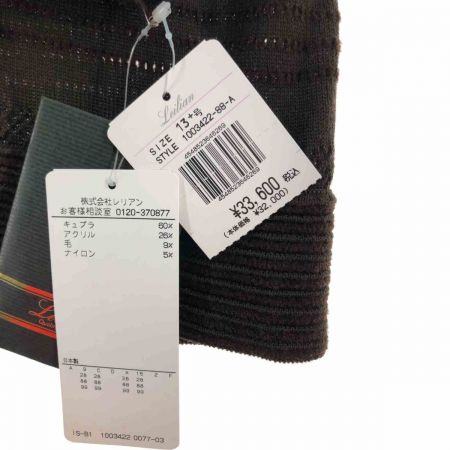 Leilian
SIZE 13+号
STYLE 1003422-88-A
4548523645269
4548523645269
¥33,600 税込
(本体価格 ¥32,000)
株式会社レリアン
お客様相談室 0120-370877
キュプラ 60%
アクリル 26%
毛 9%
ナイロン 5%
日本製
IS-B1 1003422 0077-03
Leilian